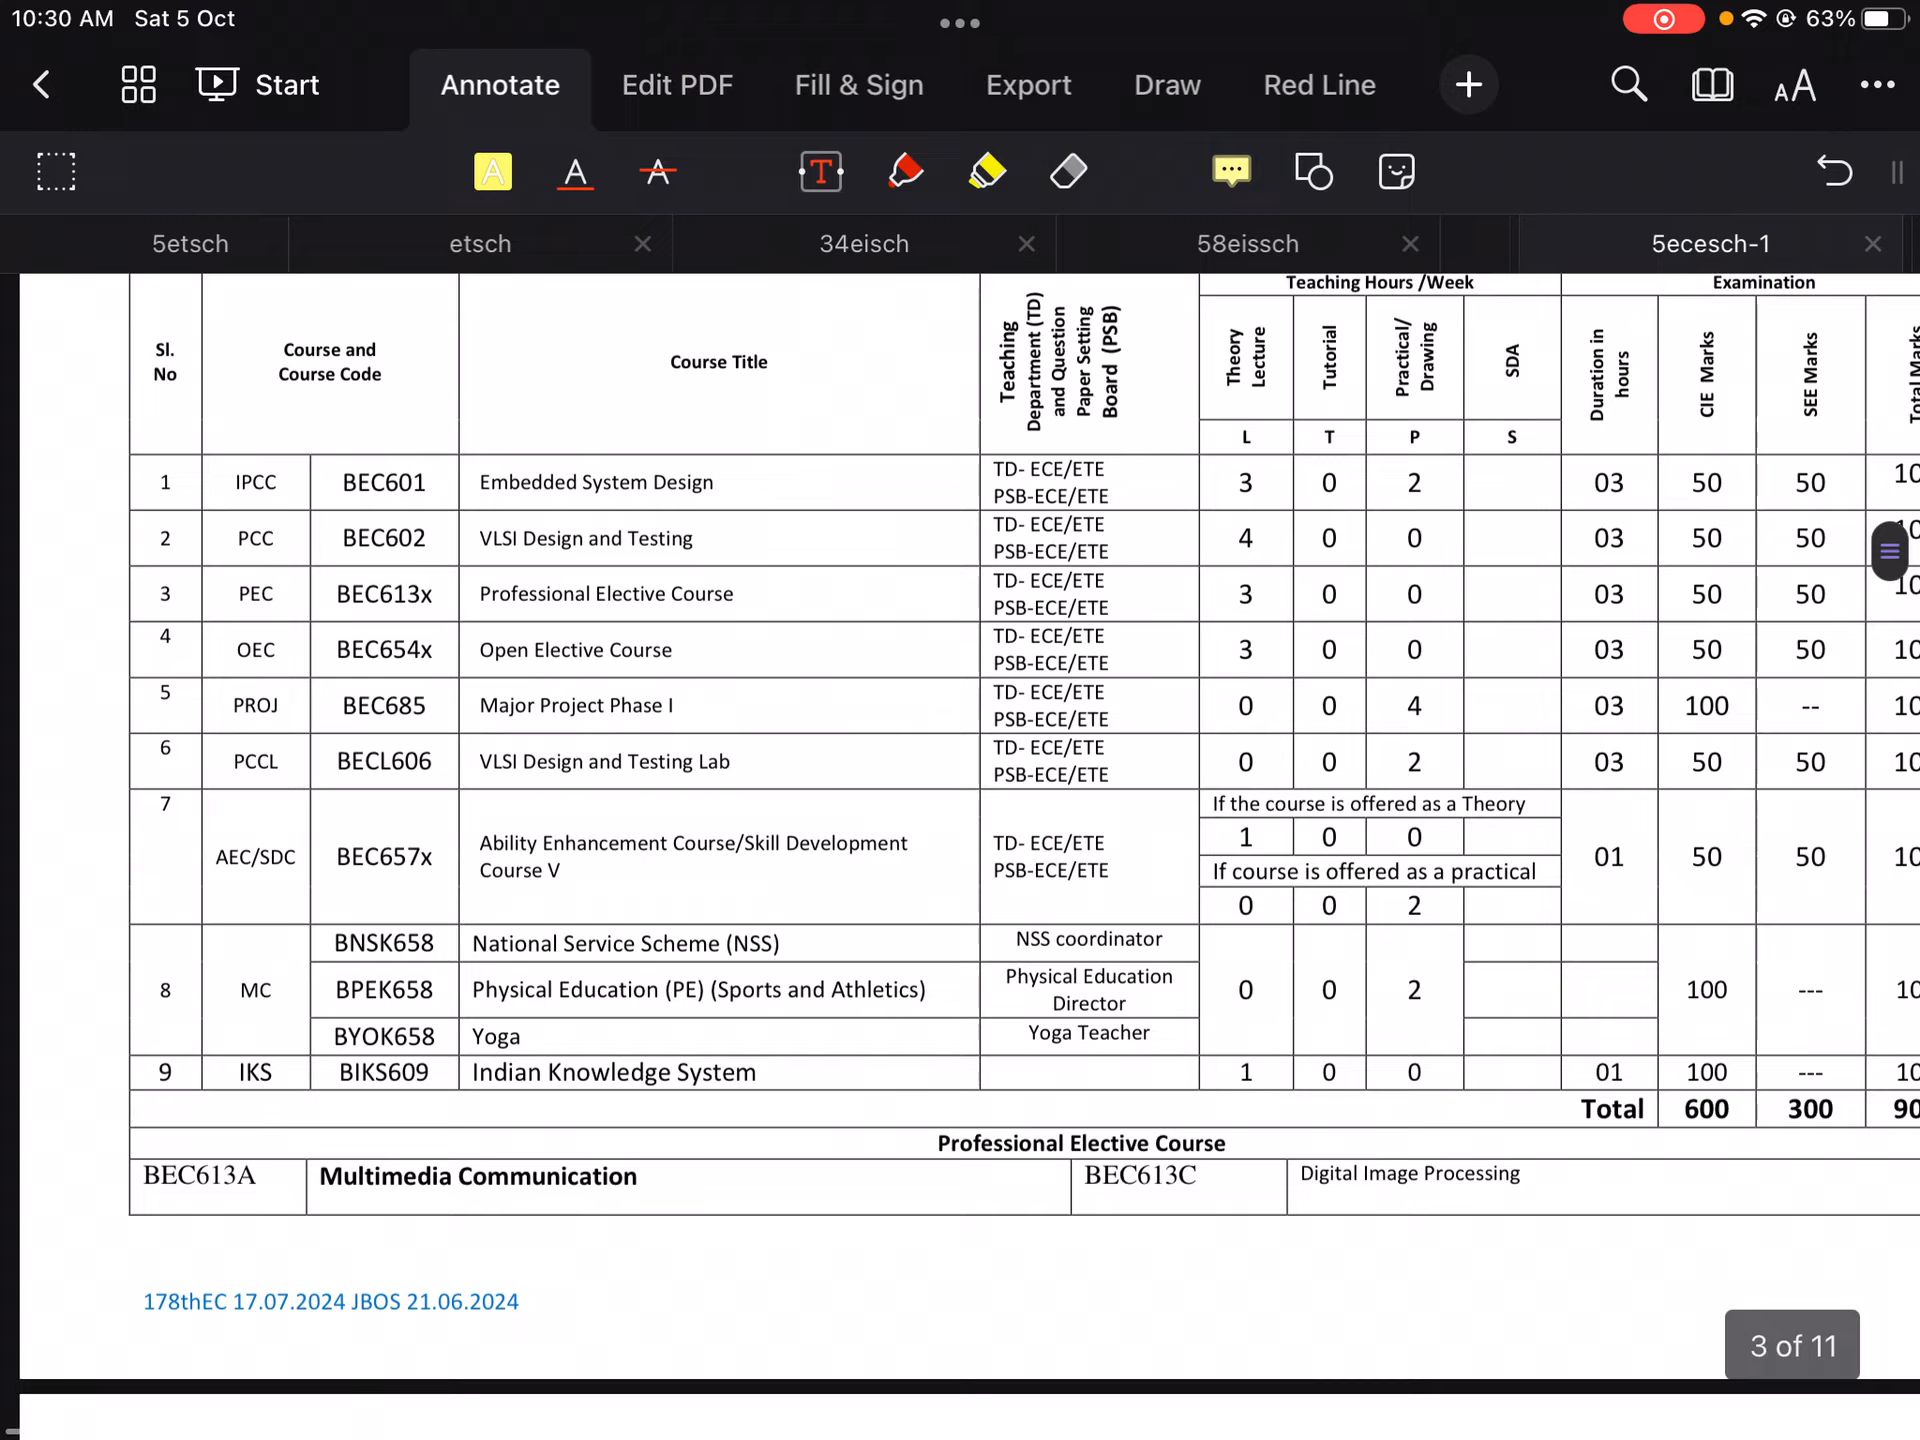 10:30 AM Sat 5 Oct
63%
Start
Annotate
Edit PDF
Fill & Sign
Export
Draw
Red Line
5etsch
etsch
34eisch
58eissch
5ecesch-1
Sl. No
Course and Course Code
Course Title
Teaching Department (TD) and Question Paper Setting Board (PSB)
Teaching Hours /Week
Examination
Theory Lecture
Tutorial
Practical/ Drawing
SDA
Duration in hours
CIE Marks
SEE Marks
Total Marks
L T P S
1 IPCC BEC601 Embedded System Design TD- ECE/ETE PSB-ECE/ETE 3 0 2 03 50 50 10
2 PCC BEC602 VLSI Design and Testing TD- ECE/ETE PSB-ECE/ETE 4 0 0 03 50 50 10
3 PEC BEC613x Professional Elective Course TD- ECE/ETE PSB-ECE/ETE 3 0 0 03 50 50 10
4 OEC BEC654x Open Elective Course TD- ECE/ETE PSB-ECE/ETE 3 0 0 03 50 50 10
5 PROJ BEC685 Major Project Phase I TD- ECE/ETE PSB-ECE/ETE 0 0 4 03 100 -- 10
6 PCCL BECL606 VLSI Design and Testing Lab TD- ECE/ETE PSB-ECE/ETE 0 0 2 03 50 50 10
7 AEC/SDC BEC657x Ability Enhancement Course/Skill Development Course V TD- ECE/ETE PSB-ECE/ETE
If the course is offered as a Theory
1 0 0
If course is offered as a practical
0 0 2
01 50 50 10
8 MC
BNSK658 National Service Scheme (NSS) NSS coordinator
BPEK658 Physical Education (PE) (Sports and Athletics) Physical Education Director
BYOK658 Yoga Yoga Teacher
0 0 2 100 --- 10
9 IKS BIKS609 Indian Knowledge System 1 0 0 01 100 --- 10
Total 600 300 90
Professional Elective Course
BEC613A Multimedia Communication BEC613C Digital Image Processing
178thEC 17.07.2024 JBOS 21.06.2024
3 of 11